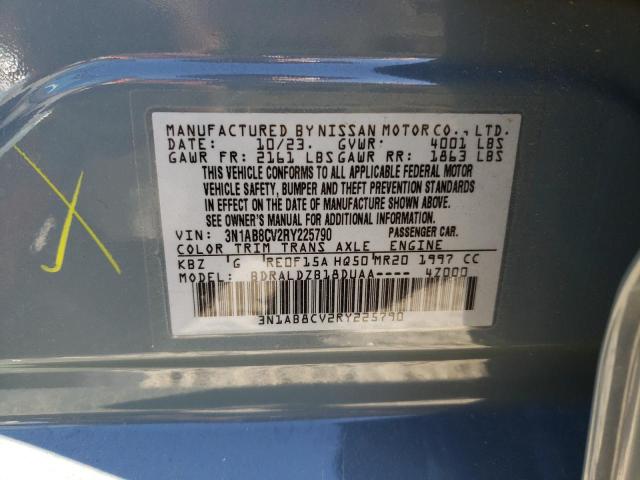 MANUFACTURED BY NISSAN MOTOR CO., LTD.
DATE: 10/23. GVWR: 4001 LBS
GAWR FR: 2161 LBS GAWR RR: 1863 LBS
THIS VEHICLE CONFORMS TO ALL APPLICABLE FEDERAL MOTOR
VEHICLE SAFETY, BUMPER AND THEFT PREVENTION STANDARDS
IN EFFECT ON THE DATE OF MANUFACTURE SHOWN ABOVE.
SEE OWNER'S MANUAL FOR ADDITIONAL INFORMATION.
VIN: 3N1AB8CV2RY225790 PASSENGER CAR.
COLOR TRIM TRANS AXLE ENGINE
KBZ G RE0F15A HQ50 MR20 1997 CC
MODEL: BDRALDZB18DUAA---- 4Z000
3N1AB8CV2RY225790